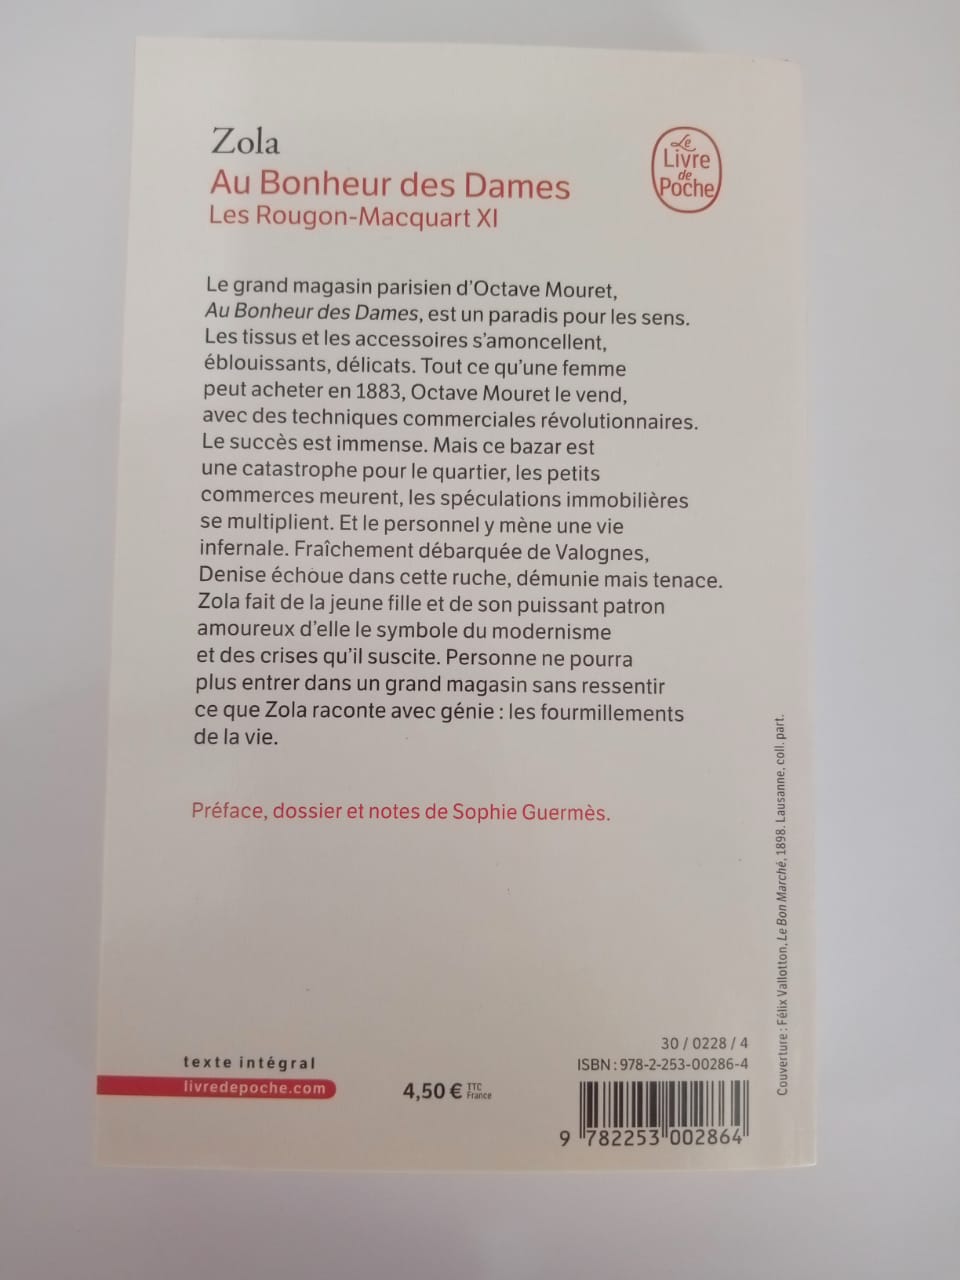 Zola
Au Bonheur des Dames
Les Rougon-Macquart XI
Le
Livre
de
Poche
Le grand magasin parisien d'Octave Mouret,
Au Bonheur des Dames, est un paradis pour les sens.
Les tissus et les accessoires s'amoncellent,
éblouissants, délicats. Tout ce qu'une femme
peut acheter en 1883, Octave Mouret le vend,
avec des techniques commerciales révolutionnaires.
Le succès est immense. Mais ce bazar est
une catastrophe pour le quartier, les petits
commerces meurent, les spéculations immobilières
se multiplient. Et le personnel y mène une vie
infernale. Fraîchement débarquée de Valognes,
Denise échoue dans cette ruche, démunie mais tenace.
Zola fait de la jeune fille et de son puissant patron
amoureux d'elle le symbole du modernisme
et des crises qu'il suscite. Personne ne pourra
plus entrer dans un grand magasin sans ressentir
ce que Zola raconte avec génie : les fourmillements
de la vie.
Préface, dossier et notes de Sophie Guermès.
Couverture : Félix Vallotton, Le Bon Marché, 1898. Lausanne, coll. part.
texte intégral
livredepoche.com
4,50 € TTC France
30 / 0228 / 4
ISBN : 978-2-253-00286-4
9 782253 002864